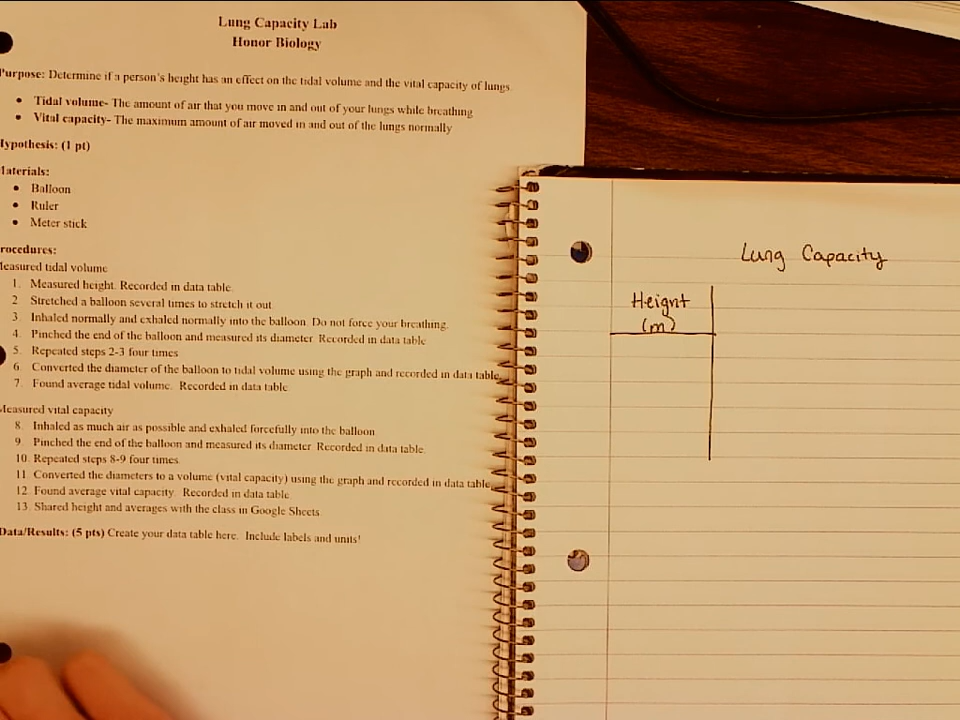 Lung Capacity Lab
Honor Biology
Purpose: Determine if a person's height has an effect on the tidal volume and the vital capacity of lungs.
• Tidal volume- The amount of air that you move in and out of your lungs while breathing
• Vital capacity- The maximum amount of air moved in and out of the lungs normally
Hypothesis: (1 pt)
Materials:
• Balloon
• Ruler
• Meter stick
rocedures:
Measured tidal volume
1. Measured height. Recorded in data table.
2 Stretched a balloon several times to stretch it out
3. Inhaled normally and exhaled normally into the balloon. Do not force your breathing.
4. Pinched the end of the balloon and measured its diameter. Recorded in data table
5. Repeated steps 2-3 four times
6. Converted the diameter of the balloon to tidal volume using the graph and recorded in data table.
7. Found average tidal volume. Recorded in data table.
Measured vital capacity
8. Inhaled as much air as possible and exhaled forcefully into the balloon
9. Pinched the end of the balloon and measured its diameter. Recorded in data table.
10. Repeated steps 8-9 four times.
11. Converted the diameters to a volume (vital capacity) using the graph and recorded in data table.
12. Found average vital capacity. Recorded in data table
13. Shared height and averages with the class in Google Sheets.
Data/Results: (5 pts) Create your data table here. Include labels and units!
Lung Capacity
Height
(m)